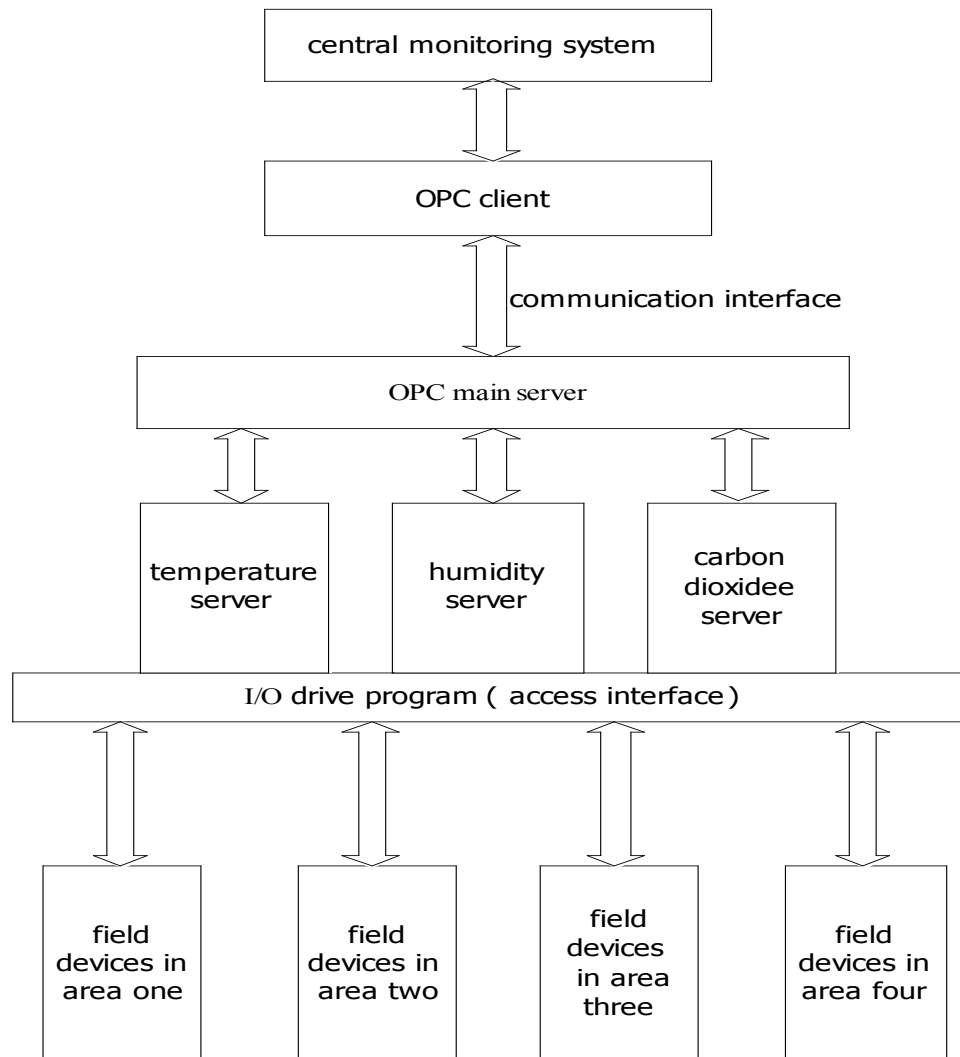 central monitoring system
OPC client
communication interface
OPC main server
temperature
server
humidity
server
carbon
dioxidee
server
I/O drive program ( access interface )
field
devices in
area one
field
devices in
area two
field
devices
in area
three
field
devices in
area four